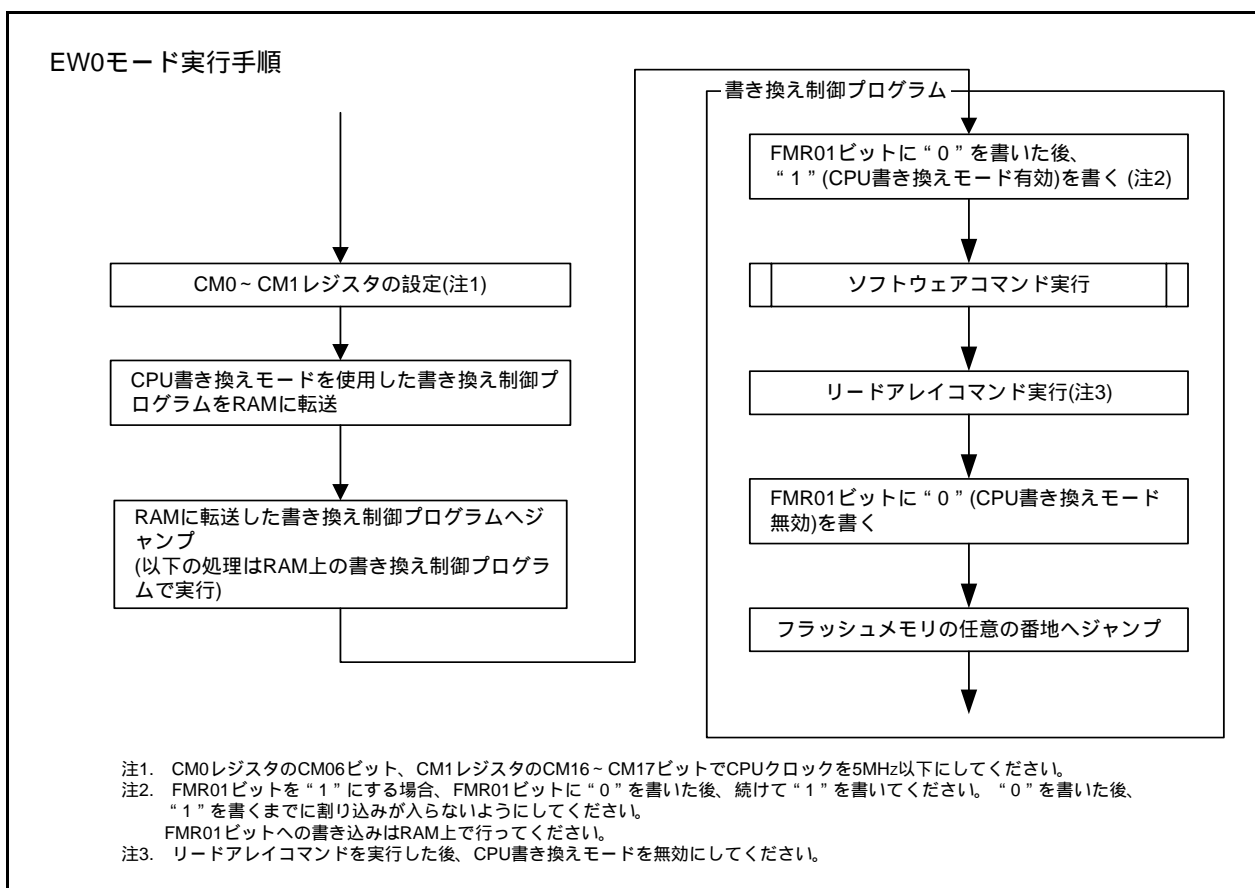 EW0モード実行手順
CM0~CM1レジスタの設定(注1)
CPU書き換えモードを使用した書き換え制御プ
ログラムをRAMに転送
RAMに転送した書き換え制御プログラムへジ
ャンプ
(以下の処理はRAM上の書き換え制御プログラ
ムで実行)
書き換え制御プログラム
FMR01ビットに“0”を書いた後、
“1”(CPU書き換えモード有効)を書く (注2)
ソフトウェアコマンド実行
リードアレイコマンド実行(注3)
FMR01ビットに“0”(CPU書き換えモード
無効)を書く
フラッシュメモリの任意の番地へジャンプ
注1. CM0レジスタのCM06ビット、CM1レジスタのCM16~CM17ビットでCPUクロックを5MHz以下にしてください。
注2. FMR01ビットを“1”にする場合、FMR01ビットに“0”を書いた後、続けて“1”を書いてください。“0”を書いた後、
“1”を書くまでに割り込みが入らないようにしてください。
FMR01ビットへの書き込みはRAM上で行ってください。
注3. リードアレイコマンドを実行した後、CPU書き換えモードを無効にしてください。